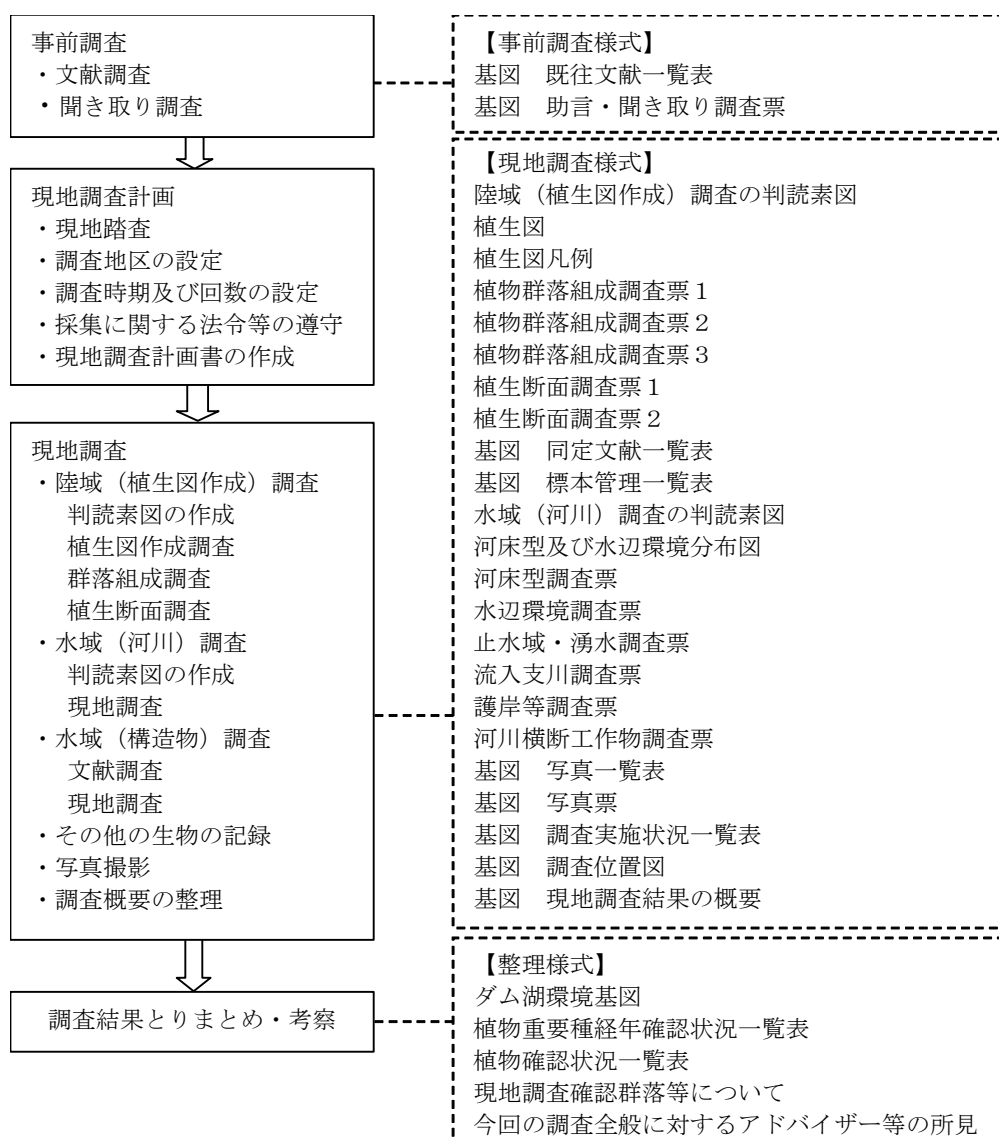 事前調査
・文献調査
・聞き取り調査
【事前調査様式】
基図　既往文献一覧表
基図　助言・聞き取り調査票
現地調査計画
・現地踏査
・調査地区の設定
・調査時期及び回数の設定
・採集に関する法令等の遵守
・現地調査計画書の作成
現地調査
・陸域（植生図作成）調査
判読素図の作成
植生図作成調査
群落組成調査
植生断面調査
・水域（河川）調査
判読素図の作成
現地調査
・水域（構造物）調査
文献調査
現地調査
・その他の生物の記録
・写真撮影
・調査概要の整理
【現地調査様式】
陸域（植生図作成）調査の判読素図
植生図
植生図凡例
植物群落組成調査票１
植物群落組成調査票２
植物群落組成調査票３
植生断面調査票１
植生断面調査票２
基図　同定文献一覧表
基図　標本管理一覧表
水域（河川）調査の判読素図
河床型及び水辺環境分布図
河床型調査票
水辺環境調査票
止水域・湧水調査票
流入支川調査票
護岸等調査票
河川横断工作物調査票
基図　写真一覧表
基図　写真票
基図　調査実施状況一覧表
基図　調査位置図
基図　現地調査結果の概要
調査結果とりまとめ・考察
【整理様式】
ダム湖環境基図
植物重要種経年確認状況一覧表
植物確認状況一覧表
現地調査確認群落等について
今回の調査全般に対するアドバイザー等の所見